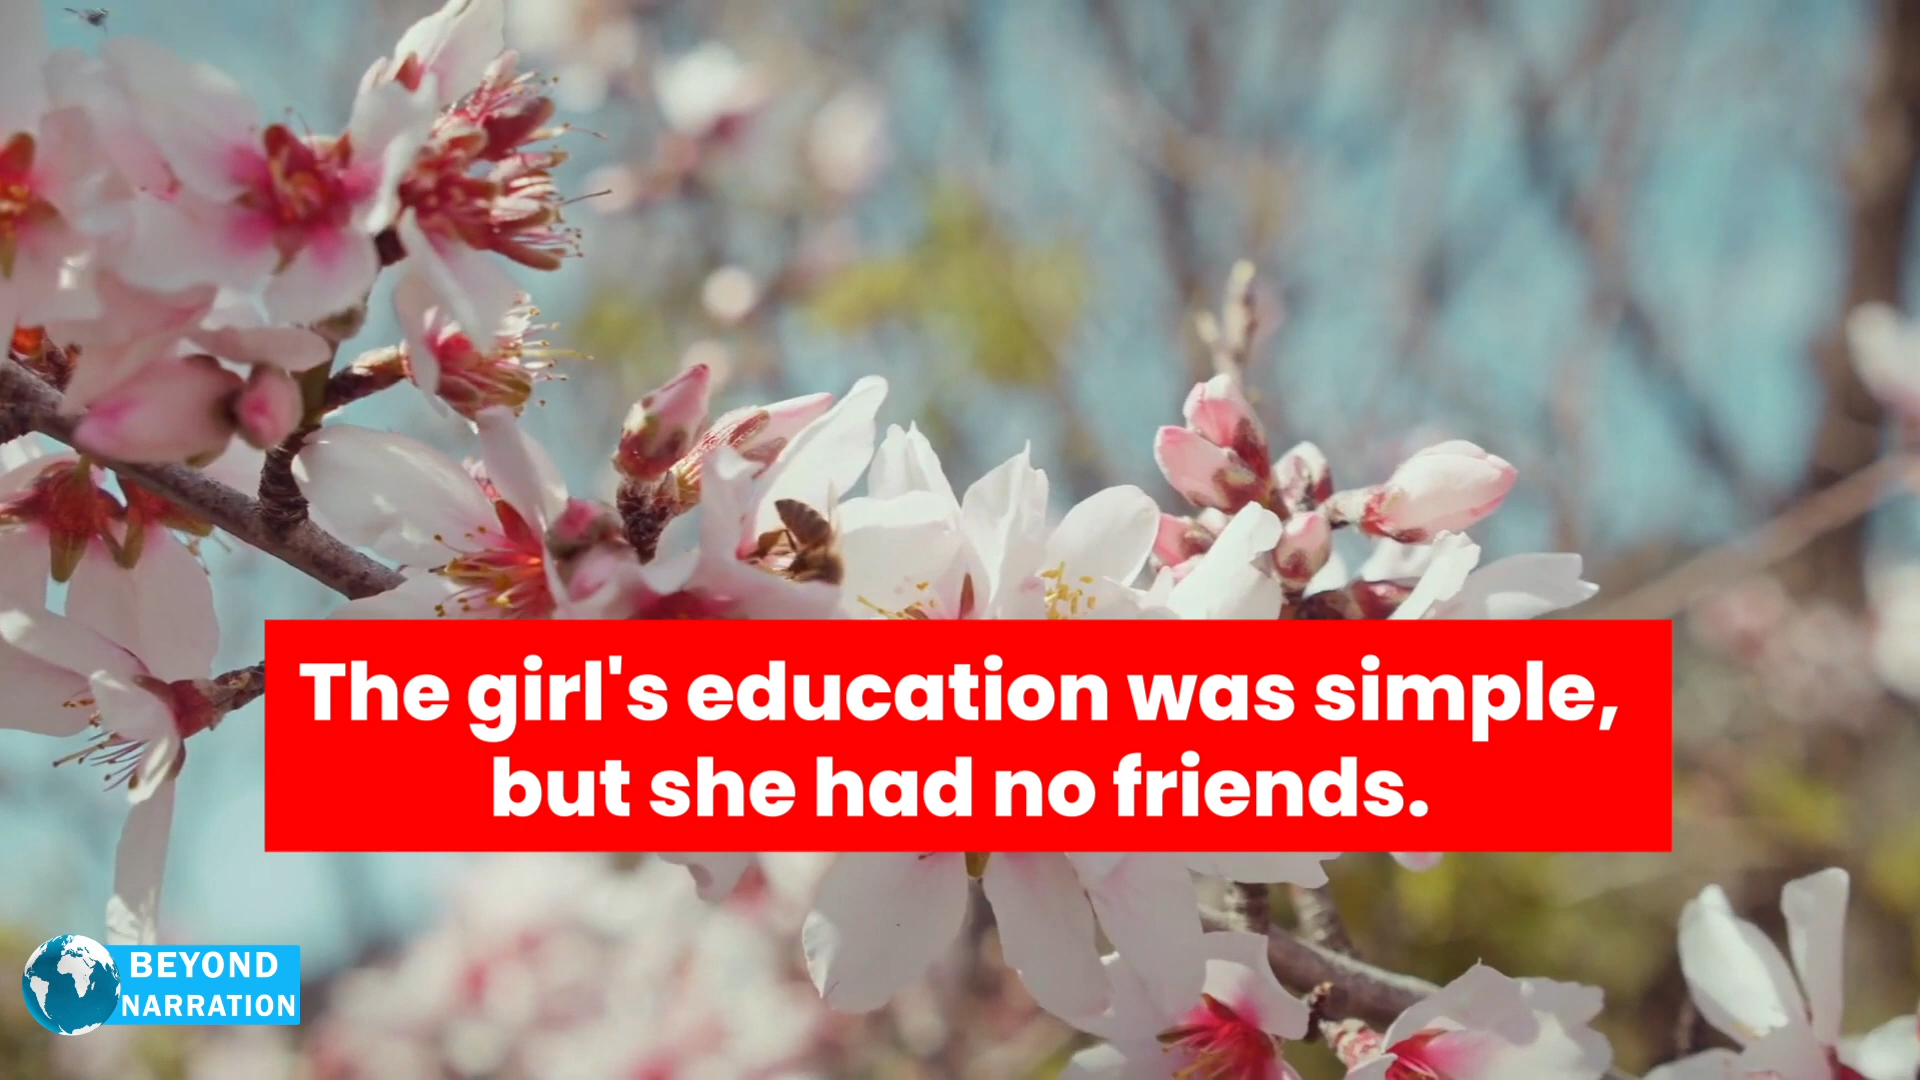 The girl's education was simple,
but she had no friends.
BEYOND
NARRATION